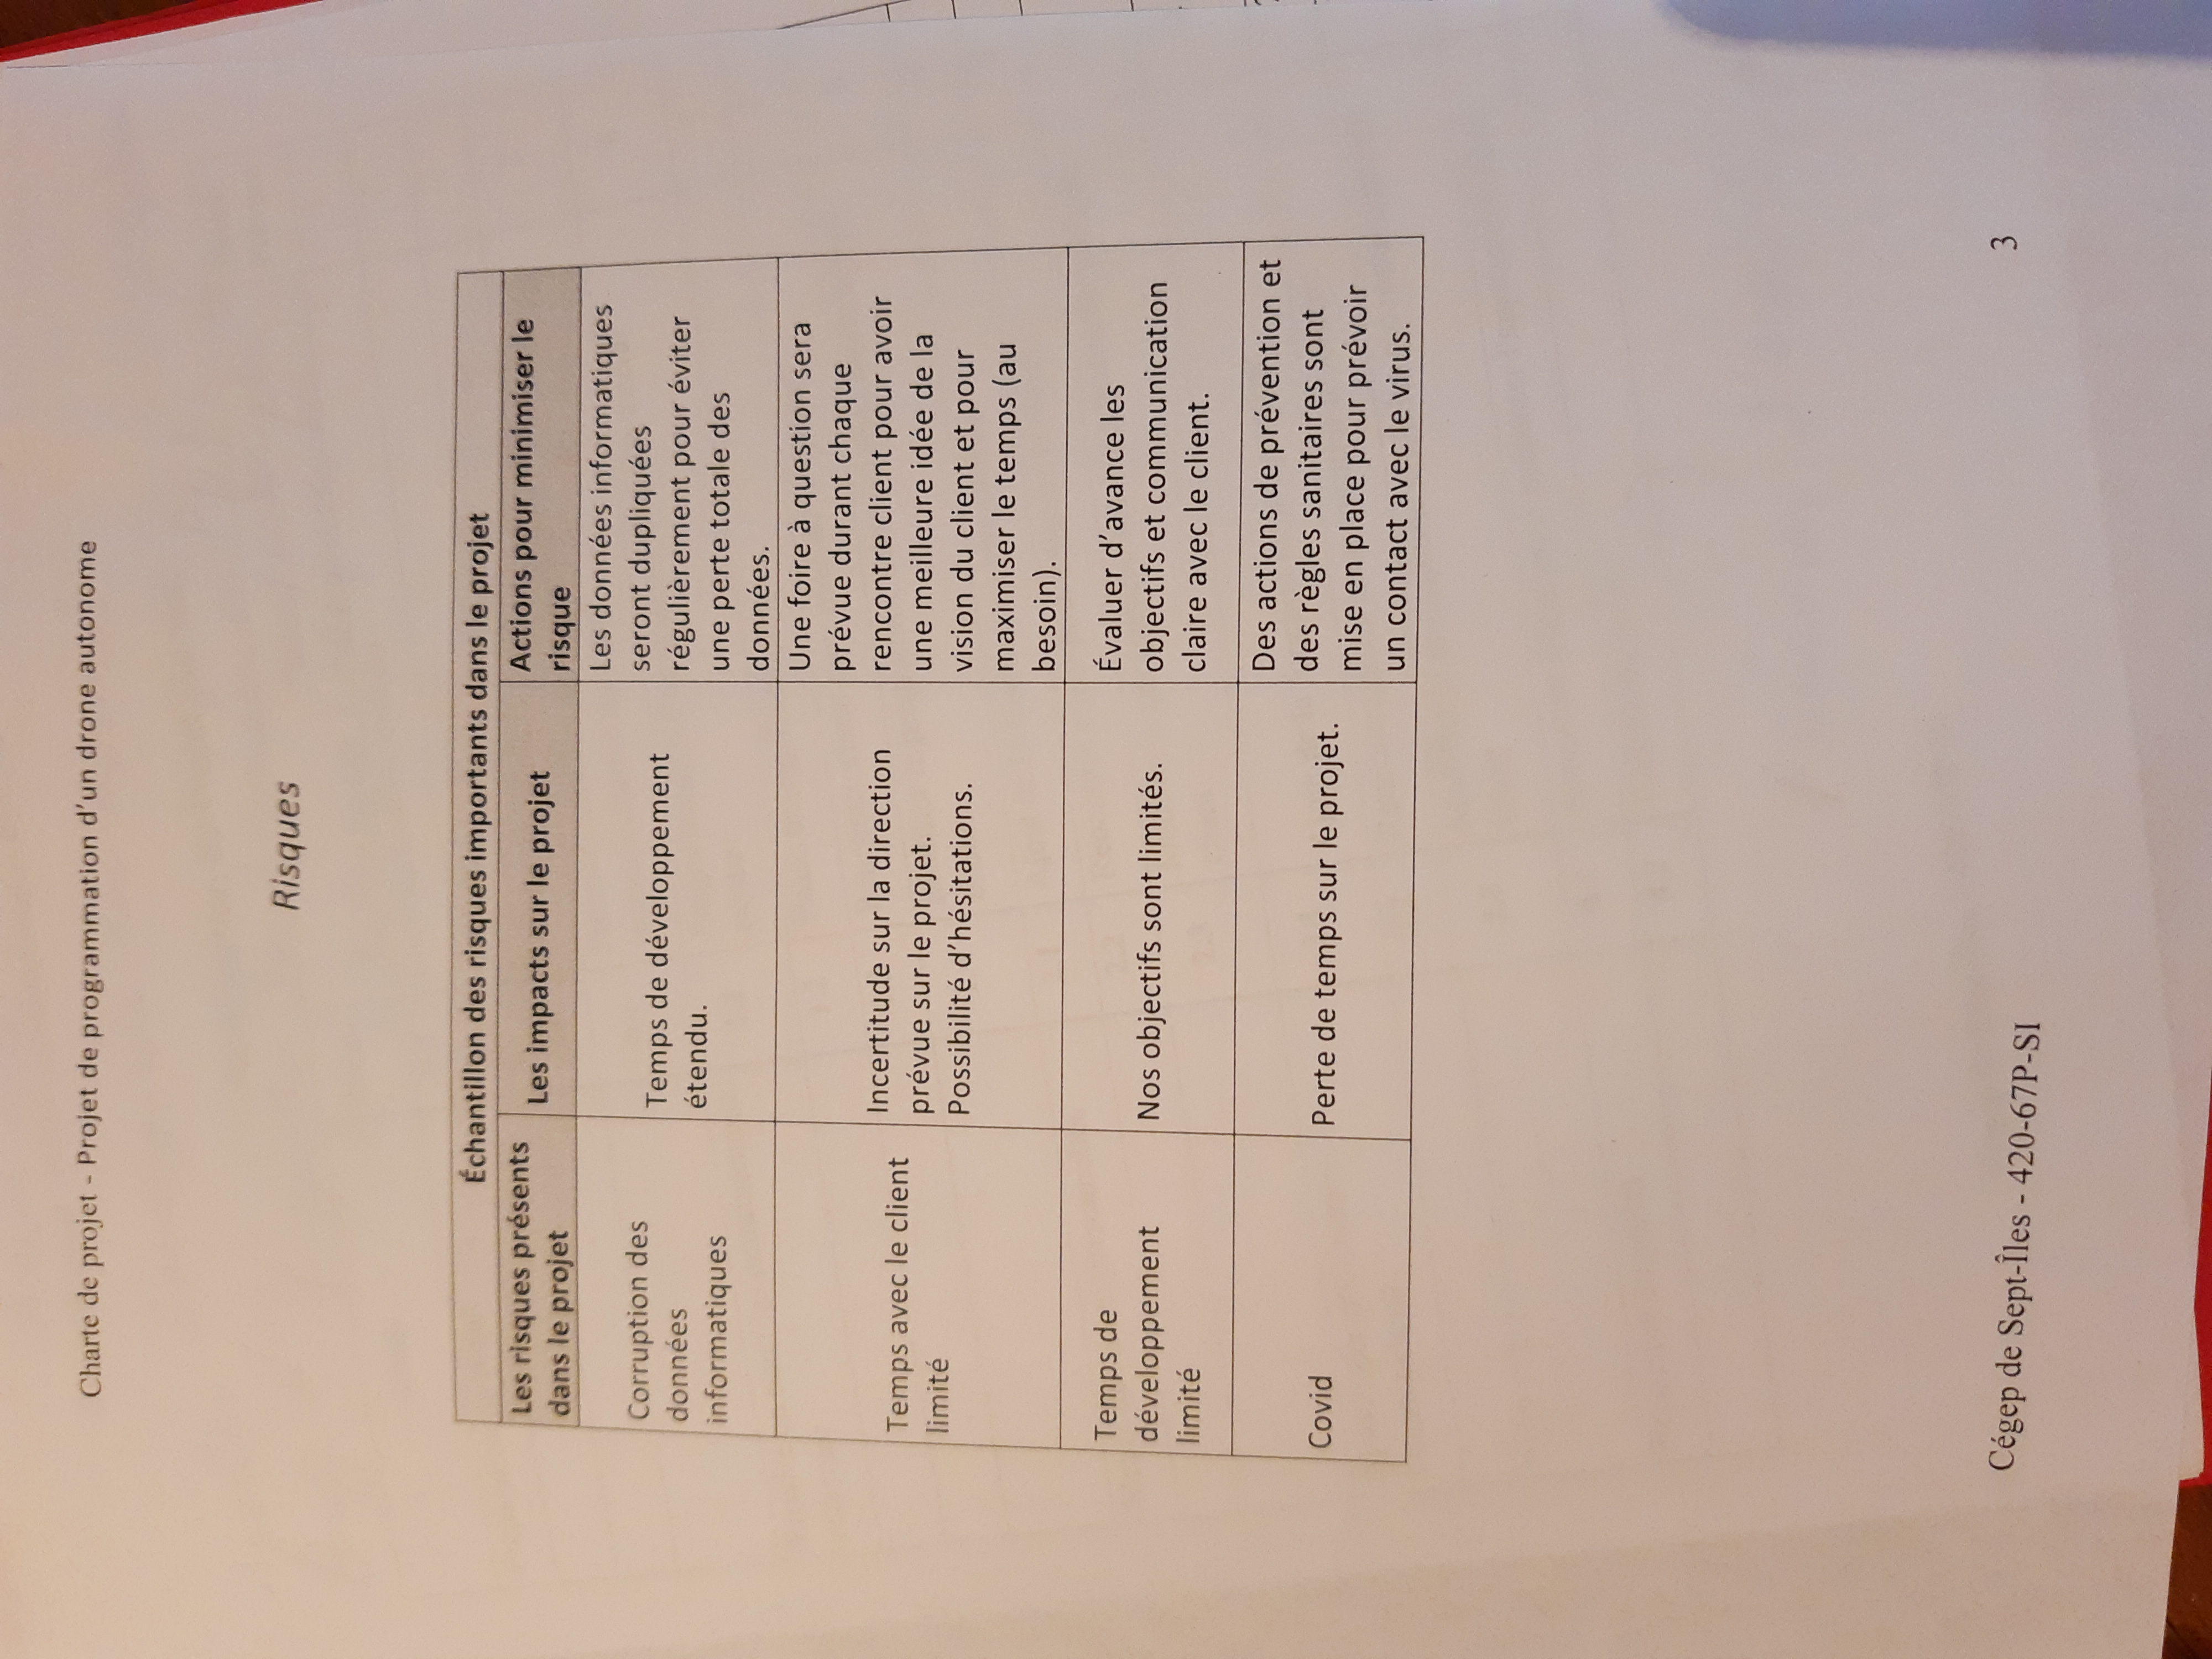 Charte de projet - Projet de programmation d'un drone autonome
Risques
Échantillon des risques importants dans le projet
Les risques présents
dans le projet
Les impacts sur le projet
Actions pour minimiser le
risque
Corruption des
données
informatiques
Temps de développement
étendu.
Les données informatiques
seront dupliquées
régulièrement pour éviter
une perte totale des
données.
Temps avec le client
limité
Incertitude sur la direction
prévue sur le projet.
Possibilité d'hésitations.
Une foire à question sera
prévue durant chaque
rencontre client pour avoir
une meilleure idée de la
vision du client et pour
maximiser le temps (au
besoin).
Temps de
développement
limité
Nos objectifs sont limités.
Évaluer d'avance les
objectifs et communication
claire avec le client.
Covid
Perte de temps sur le projet.
Des actions de prévention et
des règles sanitaires sont
mise en place pour prévoir
un contact avec le virus.
Cégep de Sept-Îles - 420-67P-SI
3